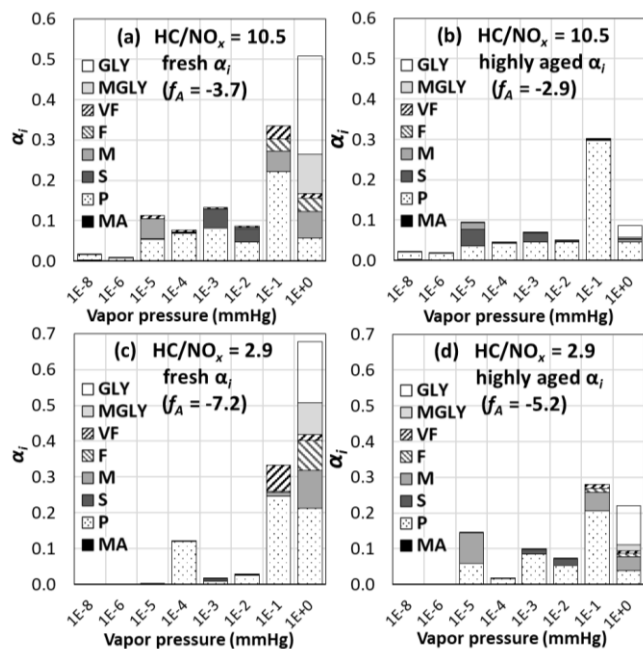 (a) HC/NOx = 10.5
fresh αi
(fA = -3.7)
GLY
MGLY
VF
F
M
S
P
MA
αi
0.6
0.5
0.4
0.3
0.2
0.1
0.0
1E-8
1E-6
1E-5
1E-4
1E-3
1E-2
1E-1
1E+0
Vapor pressure (mmHg)
(b) HC/NOx = 10.5
highly aged αi
(fA = -2.9)
GLY
MGLY
VF
F
M
S
P
MA
αi
0.6
0.5
0.4
0.3
0.2
0.1
0.0
1E-8
1E-6
1E-5
1E-4
1E-3
1E-2
1E-1
1E+0
Vapor pressure (mmHg)
(c) HC/NOx = 2.9
fresh αi
(fA = -7.2)
GLY
MGLY
VF
F
M
S
P
MA
αi
0.7
0.6
0.5
0.4
0.3
0.2
0.1
0.0
1E-8
1E-6
1E-5
1E-4
1E-3
1E-2
1E-1
1E+0
Vapor pressure (mmHg)
(d) HC/NOx = 2.9
highly aged αi
(fA = -5.2)
GLY
MGLY
VF
F
M
S
P
MA
αi
0.7
0.6
0.5
0.4
0.3
0.2
0.1
0.0
1E-8
1E-6
1E-5
1E-4
1E-3
1E-2
1E-1
1E+0
Vapor pressure (mmHg)